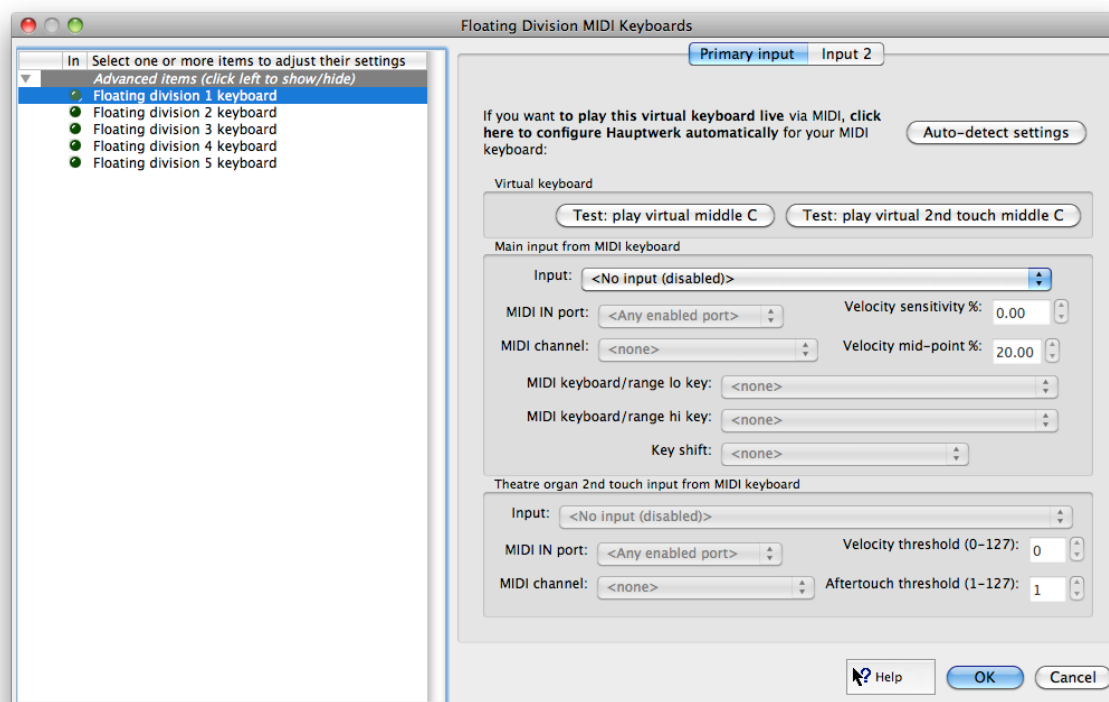 Floating Division MIDI Keyboards
In Select one or more items to adjust their settings
Advanced items (click left to show/hide)
Floating division 1 keyboard
Floating division 2 keyboard
Floating division 3 keyboard
Floating division 4 keyboard
Floating division 5 keyboard
Primary input Input 2
If you want to play this virtual keyboard live via MIDI, click
here to configure Hauptwerk automatically for your MIDI
keyboard:
Auto-detect settings
Virtual keyboard
Test: play virtual middle C Test: play virtual 2nd touch middle C
Main input from MIDI keyboard
Input: <No input (disabled)>
MIDI IN port: <Any enabled port> Velocity sensitivity %: 0.00
MIDI channel: <none> Velocity mid-point %: 20.00
MIDI keyboard/range lo key: <none>
MIDI keyboard/range hi key: <none>
Key shift: <none>
Theatre organ 2nd touch input from MIDI keyboard
Input: <No input (disabled)>
MIDI IN port: <Any enabled port> Velocity threshold (0-127): 0
MIDI channel: <none> Aftertouch threshold (1-127): 1
? Help OK Cancel